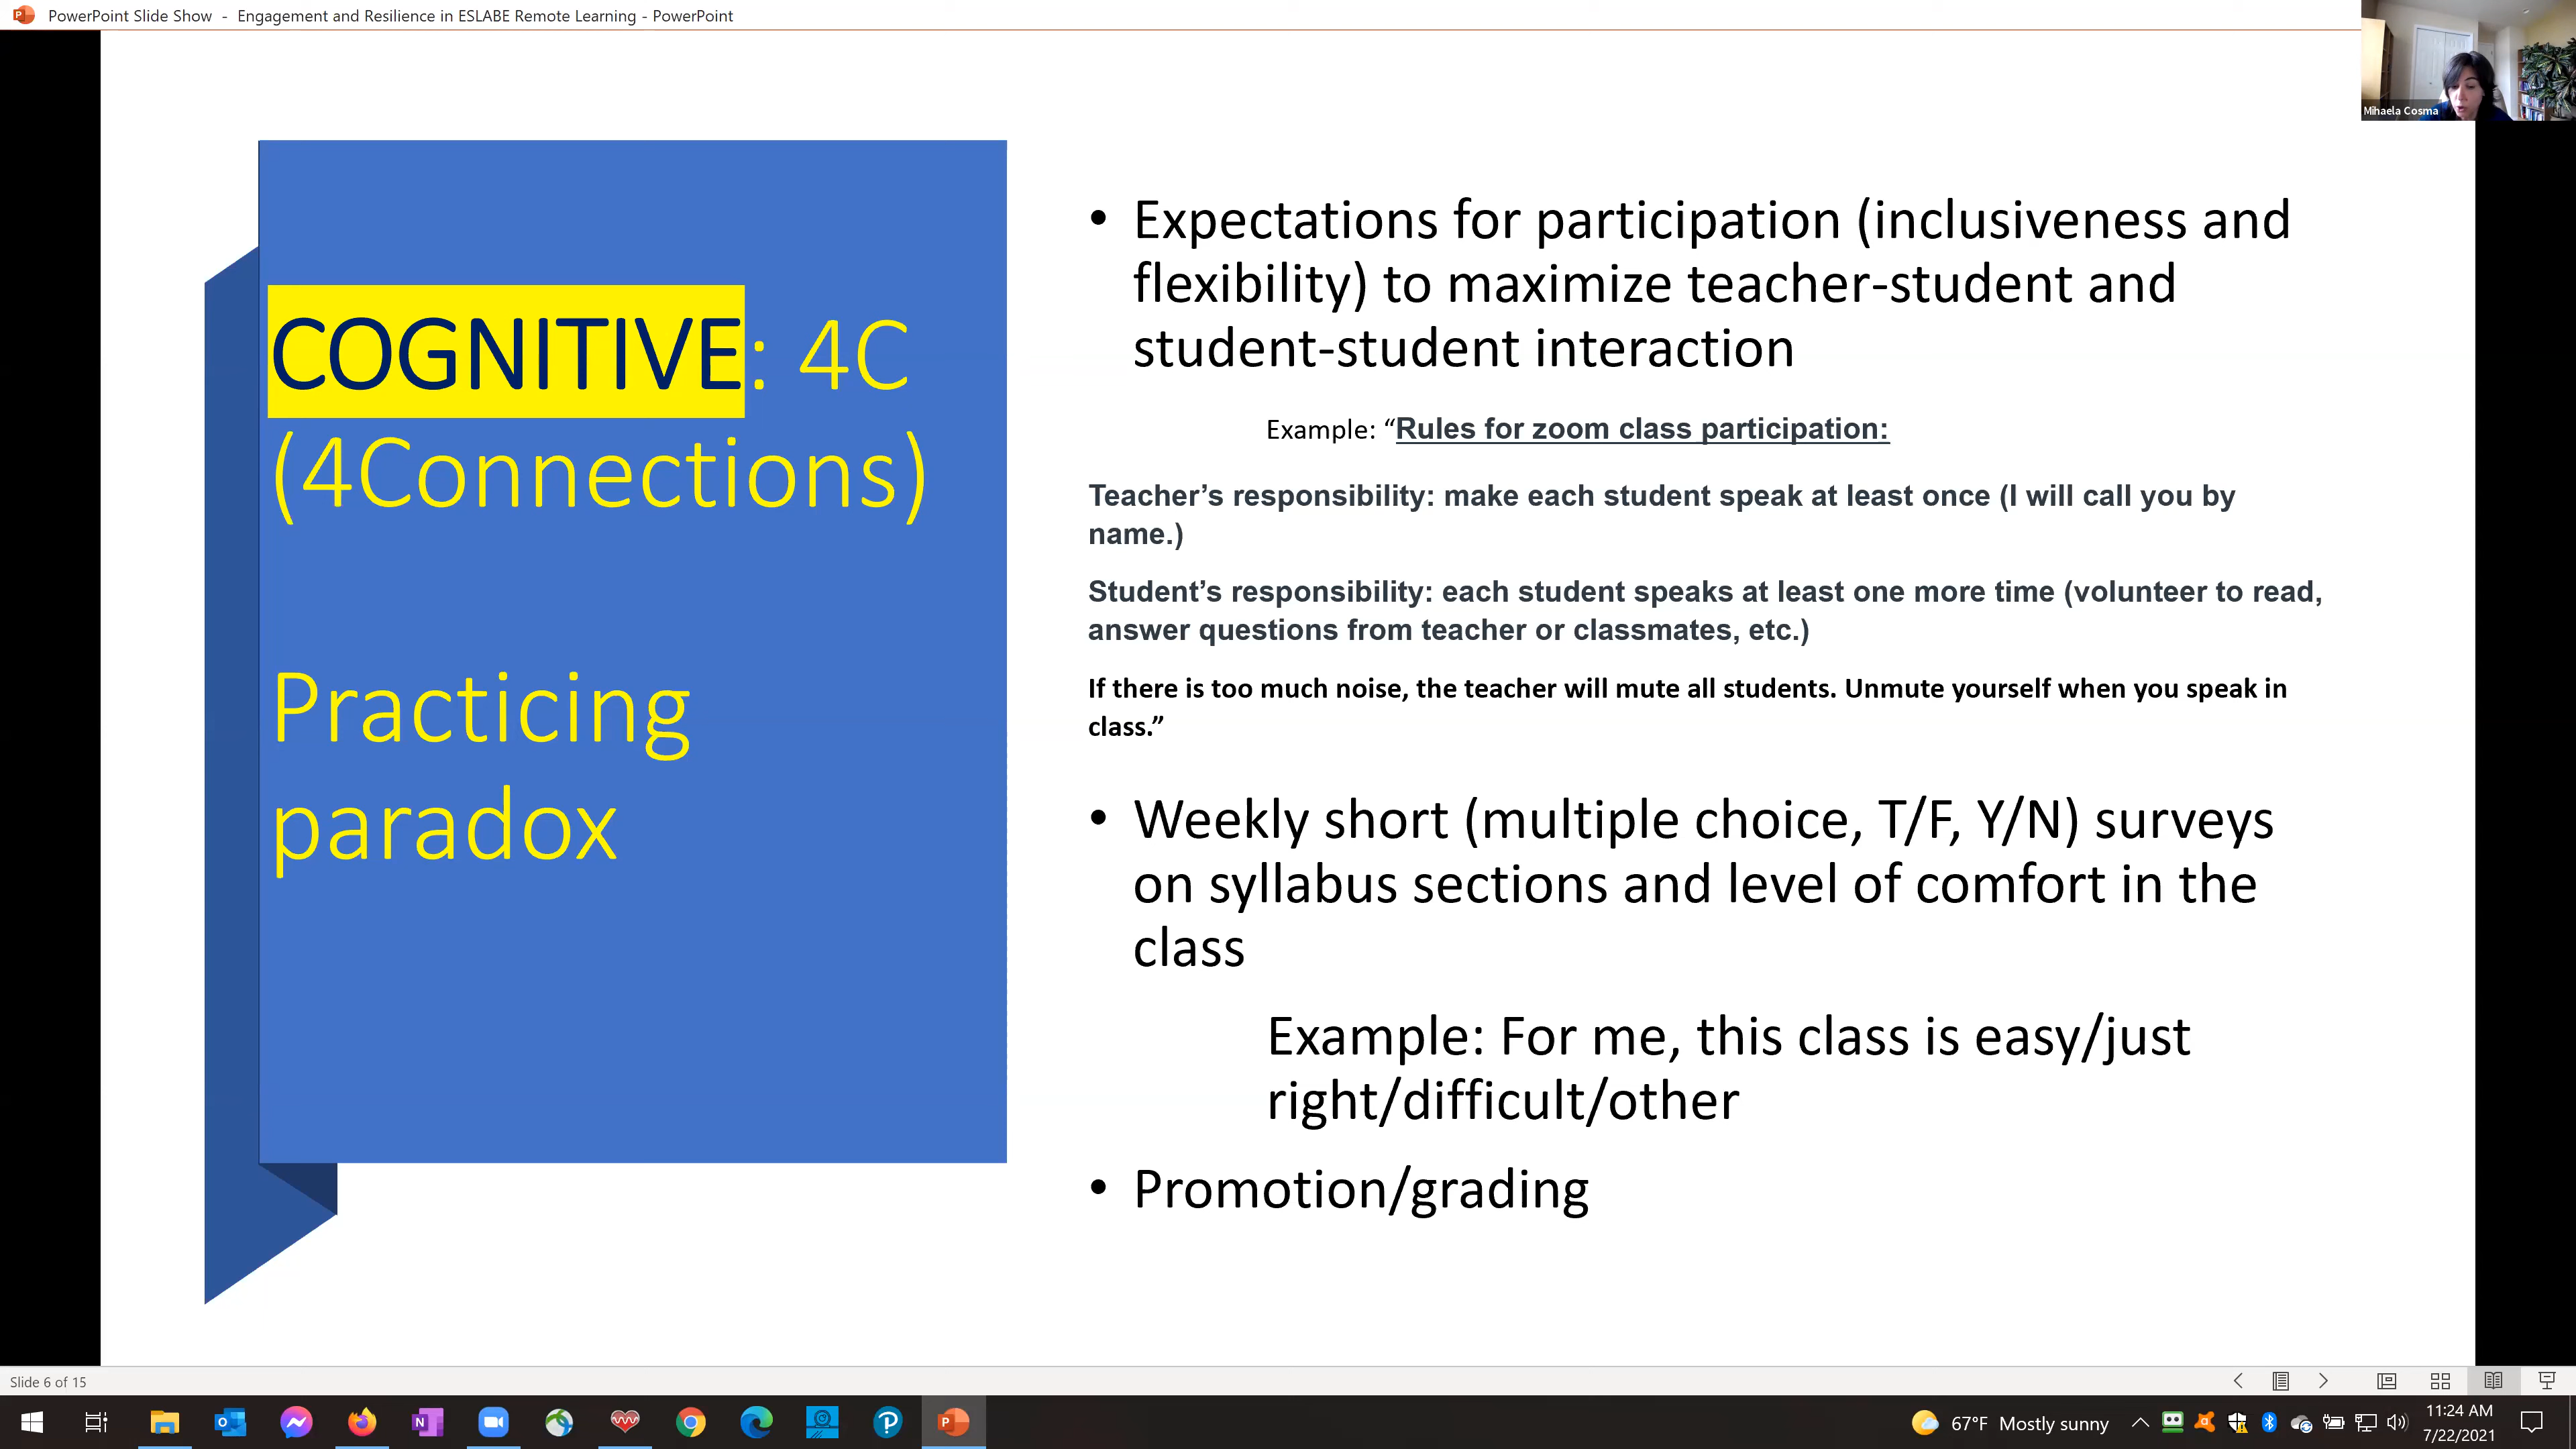 PowerPoint Slide Show - Engagement and Resilience in ESLABE Remote Learning - PowerPoint
Mihaela Cosma
COGNITIVE: 4C
(4Connections)
Practicing
paradox
• Expectations for participation (inclusiveness and
flexibility) to maximize teacher-student and
student-student interaction
Example: “Rules for zoom class participation:
Teacher’s responsibility: make each student speak at least once (I will call you by
name.)
Student’s responsibility: each student speaks at least one more time (volunteer to read,
answer questions from teacher or classmates, etc.)
If there is too much noise, the teacher will mute all students. Unmute yourself when you speak in
class.”
• Weekly short (multiple choice, T/F, Y/N) surveys
on syllabus sections and level of comfort in the
class
Example: For me, this class is easy/just
right/difficult/other
• Promotion/grading
Slide 6 of 15
67°F Mostly sunny
11:24 AM
7/22/2021